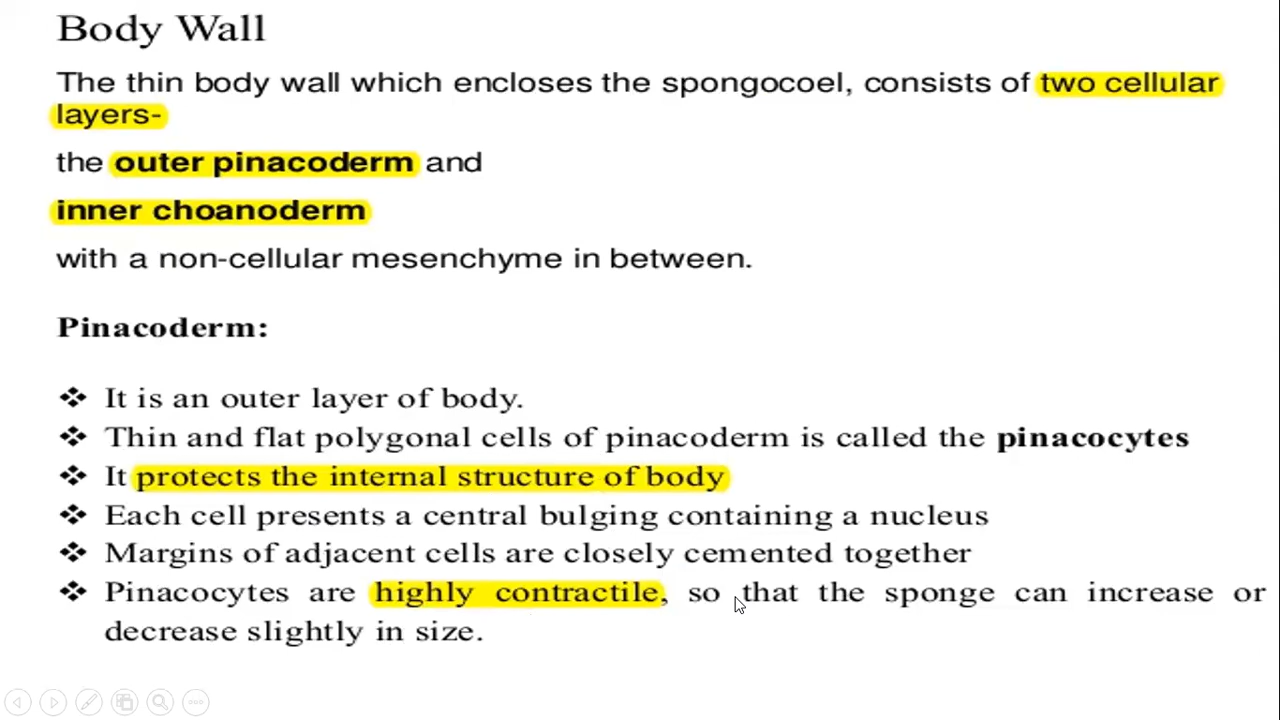 Body Wall
The thin body wall which encloses the spongocoel, consists of two cellular
layers-
the outer pinacoderm and
inner choanoderm
with a non-cellular mesenchyme in between.
Pinacoderm:
❖ It is an outer layer of body.
❖ Thin and flat polygonal cells of pinacoderm is called the pinacocytes
❖ It protects the internal structure of body
❖ Each cell presents a central bulging containing a nucleus
❖ Margins of adjacent cells are closely cemented together
❖ Pinacocytes are highly contractile, so that the sponge can increase or
decrease slightly in size.